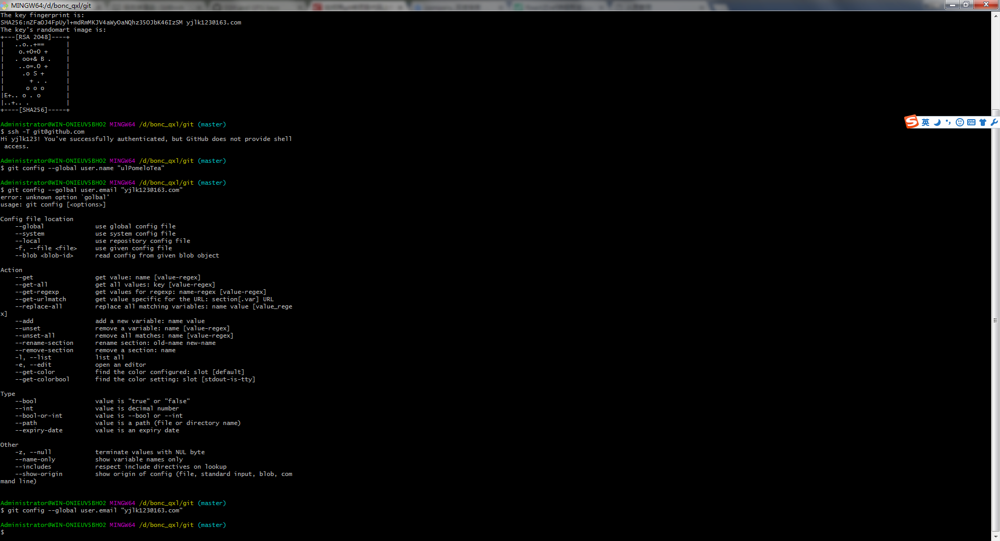 MINGW64:/d/bonc_qxl/git
The key fingerprint is:
SHA256:nZFaOJ4FpUyl+mdRmMKJV4aWyOaNQhz35OJbK46IzSM yjlk123@163.com
The key's randomart image is:
+---[RSA 2048]----+
|   ..o..+==      |
|    o.+O+O +     |
|   . oo+& B .    |
|    ..o=.O +     |
|     .o S +      |
|       + . .     |
|      o o o      |
|E+.. o . o       |
|..+.. .          |
+----[SHA256]-----+
Administrator@WIN-ONIEUV5BHO2 MINGW64 /d/bonc_qxl/git (master)
$ ssh -T git@github.com
Hi yjlk123! You've successfully authenticated, but GitHub does not provide shell
 access.
Administrator@WIN-ONIEUV5BHO2 MINGW64 /d/bonc_qxl/git (master)
$ git config --global user.name "ulPomeloTea"
Administrator@WIN-ONIEUV5BHO2 MINGW64 /d/bonc_qxl/git (master)
$ git config --golbal user.email "yjlk123@163.com"
error: unknown option `golbal'
usage: git config [<options>]
Config file location
    --global              use global config file
    --system              use system config file
    --local               use repository config file
    -f, --file <file>     use given config file
    --blob <blob-id>      read config from given blob object
Action
    --get                 get value: name [value-regex]
    --get-all             get all values: key [value-regex]
    --get-regexp          get values for regexp: name-regex [value-regex]
    --get-urlmatch        get value specific for the URL: section[.var] URL
    --replace-all         replace all matching variables: name value [value_rege
x]
    --add                 add a new variable: name value
    --unset               remove a variable: name [value-regex]
    --unset-all           remove all matches: name [value-regex]
    --rename-section      rename section: old-name new-name
    --remove-section      remove a section: name
    -l, --list            list all
    -e, --edit            open an editor
    --get-color           find the color configured: slot [default]
    --get-colorbool       find the color setting: slot [stdout-is-tty]
Type
    --bool                value is "true" or "false"
    --int                 value is decimal number
    --bool-or-int         value is --bool or --int
    --path                value is a path (file or directory name)
    --expiry-date         value is an expiry date
Other
    -z, --null            terminate values with NUL byte
    --name-only           show variable names only
    --includes            respect include directives on lookup
    --show-origin         show origin of config (file, standard input, blob, com
mand line)
Administrator@WIN-ONIEUV5BHO2 MINGW64 /d/bonc_qxl/git (master)
$ git config --global user.email "yjlk123@163.com"
Administrator@WIN-ONIEUV5BHO2 MINGW64 /d/bonc_qxl/git (master)
$
S 英